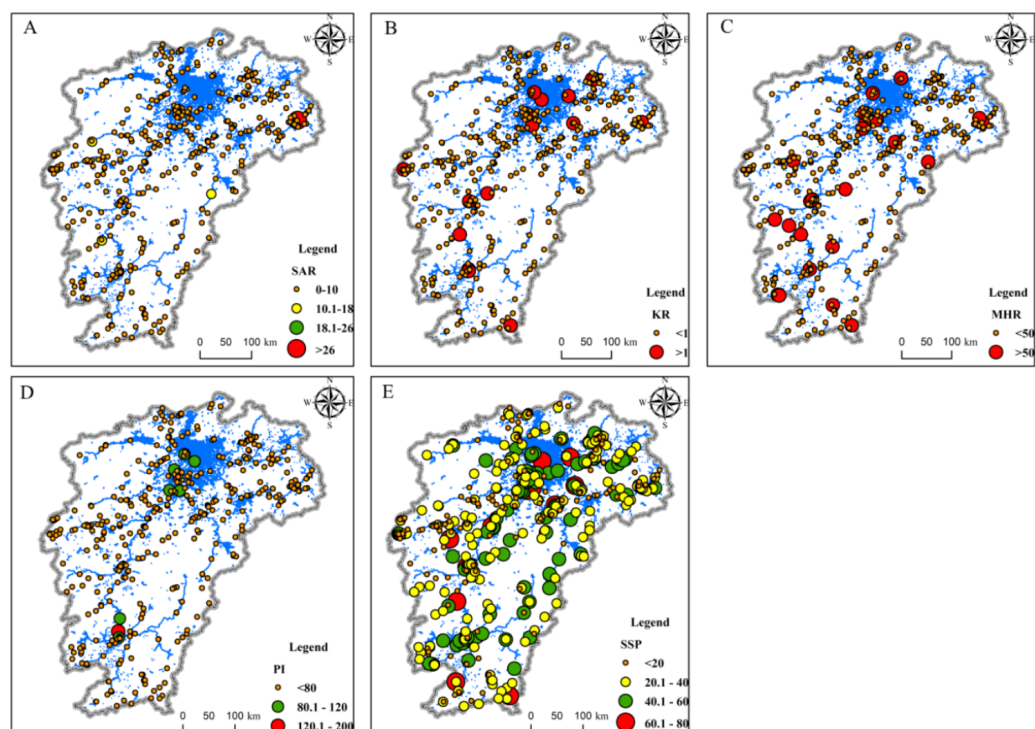 A
N
W E
S
Legend
SAR
0-10
10.1-18
18.1-26
>26
0 50 100 km
B
N
W E
S
Legend
KR
<1
>1
0 50 100 km
C
N
W E
S
Legend
MHR
<50
>50
0 50 100 km
D
N
W E
S
Legend
PI
<80
80.1 - 120
120.1 - 200
0 50 100 km
E
N
W E
S
Legend
SSP
<20
20.1 - 40
40.1 - 60
60.1 - 80
0 50 100 km